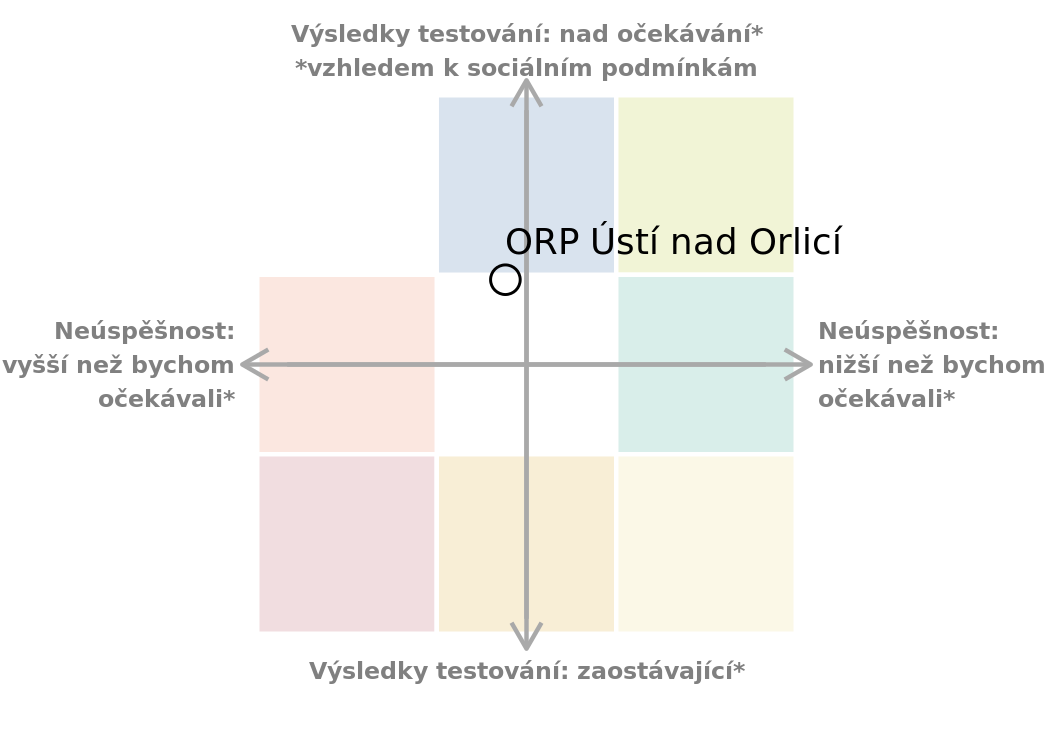 Výsledky testování: nad očekávání*
*vzhledem k sociálním podmínkám
ORP Ústí nad Orlicí
Neúspěšnost:
vyšší než bychom
očekávali*
Neúspěšnost:
nižší než bychom
očekávali*
Výsledky testování: zaostávající*